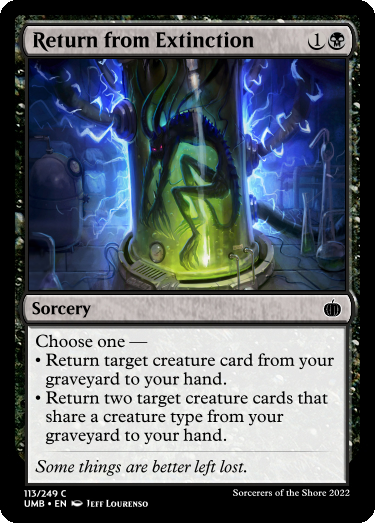 Return from Extinction 1
Sorcery
Choose one —
• Return target creature card from your
graveyard to your hand.
• Return two target creature cards that
share a creature type from your
graveyard to your hand.
Some things are better left lost.
113/249 C
UMB • EN Jeff Lourenso
Sorcerers of the Shore 2022